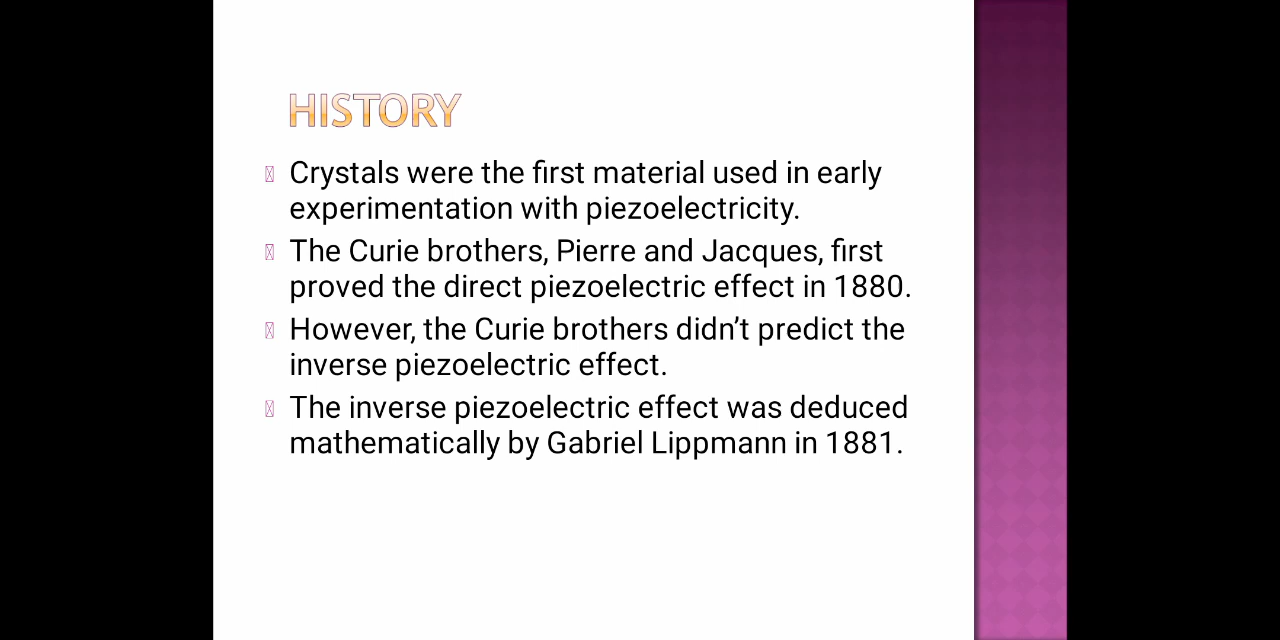 HISTORY
Crystals were the first material used in early
experimentation with piezoelectricity.
The Curie brothers, Pierre and Jacques, first
proved the direct piezoelectric effect in 1880.
However, the Curie brothers didn’t predict the
inverse piezoelectric effect.
The inverse piezoelectric effect was deduced
mathematically by Gabriel Lippmann in 1881.